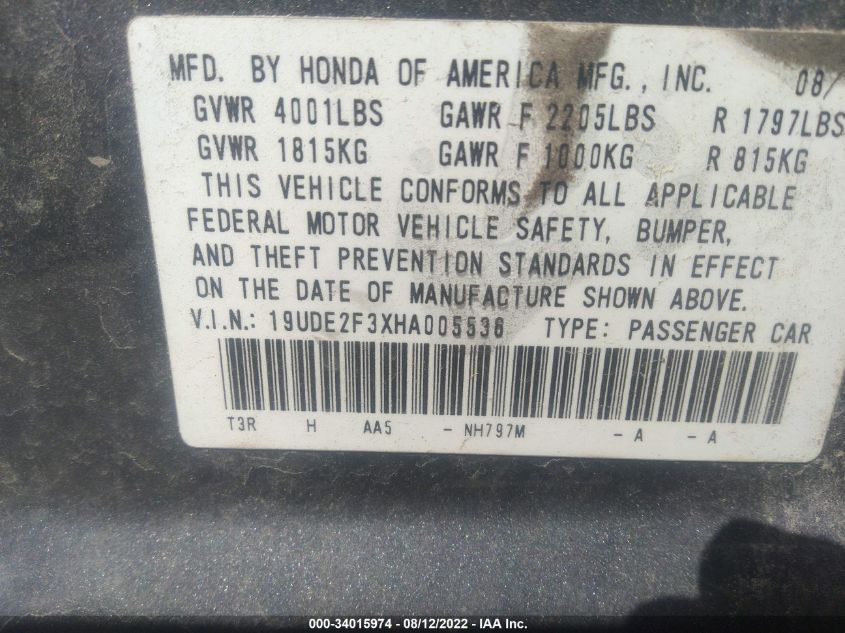 MFD. BY HONDA OF AMERICA MFG., INC. 08/
GVWR 4001LBS GAWR F 2205LBS R 1797LBS
GVWR 1815KG GAWR F 1000KG R 815KG
THIS VEHICLE CONFORMS TO ALL APPLICABLE
FEDERAL MOTOR VEHICLE SAFETY, BUMPER,
AND THEFT PREVENTION STANDARDS IN EFFECT
ON THE DATE OF MANUFACTURE SHOWN ABOVE.
V.I.N.: 19UDE2F3XHA005536 TYPE: PASSENGER CAR
T3R H AA5 - NH797M - A - A
000-34015974 - 08/12/2022 - IAA Inc.